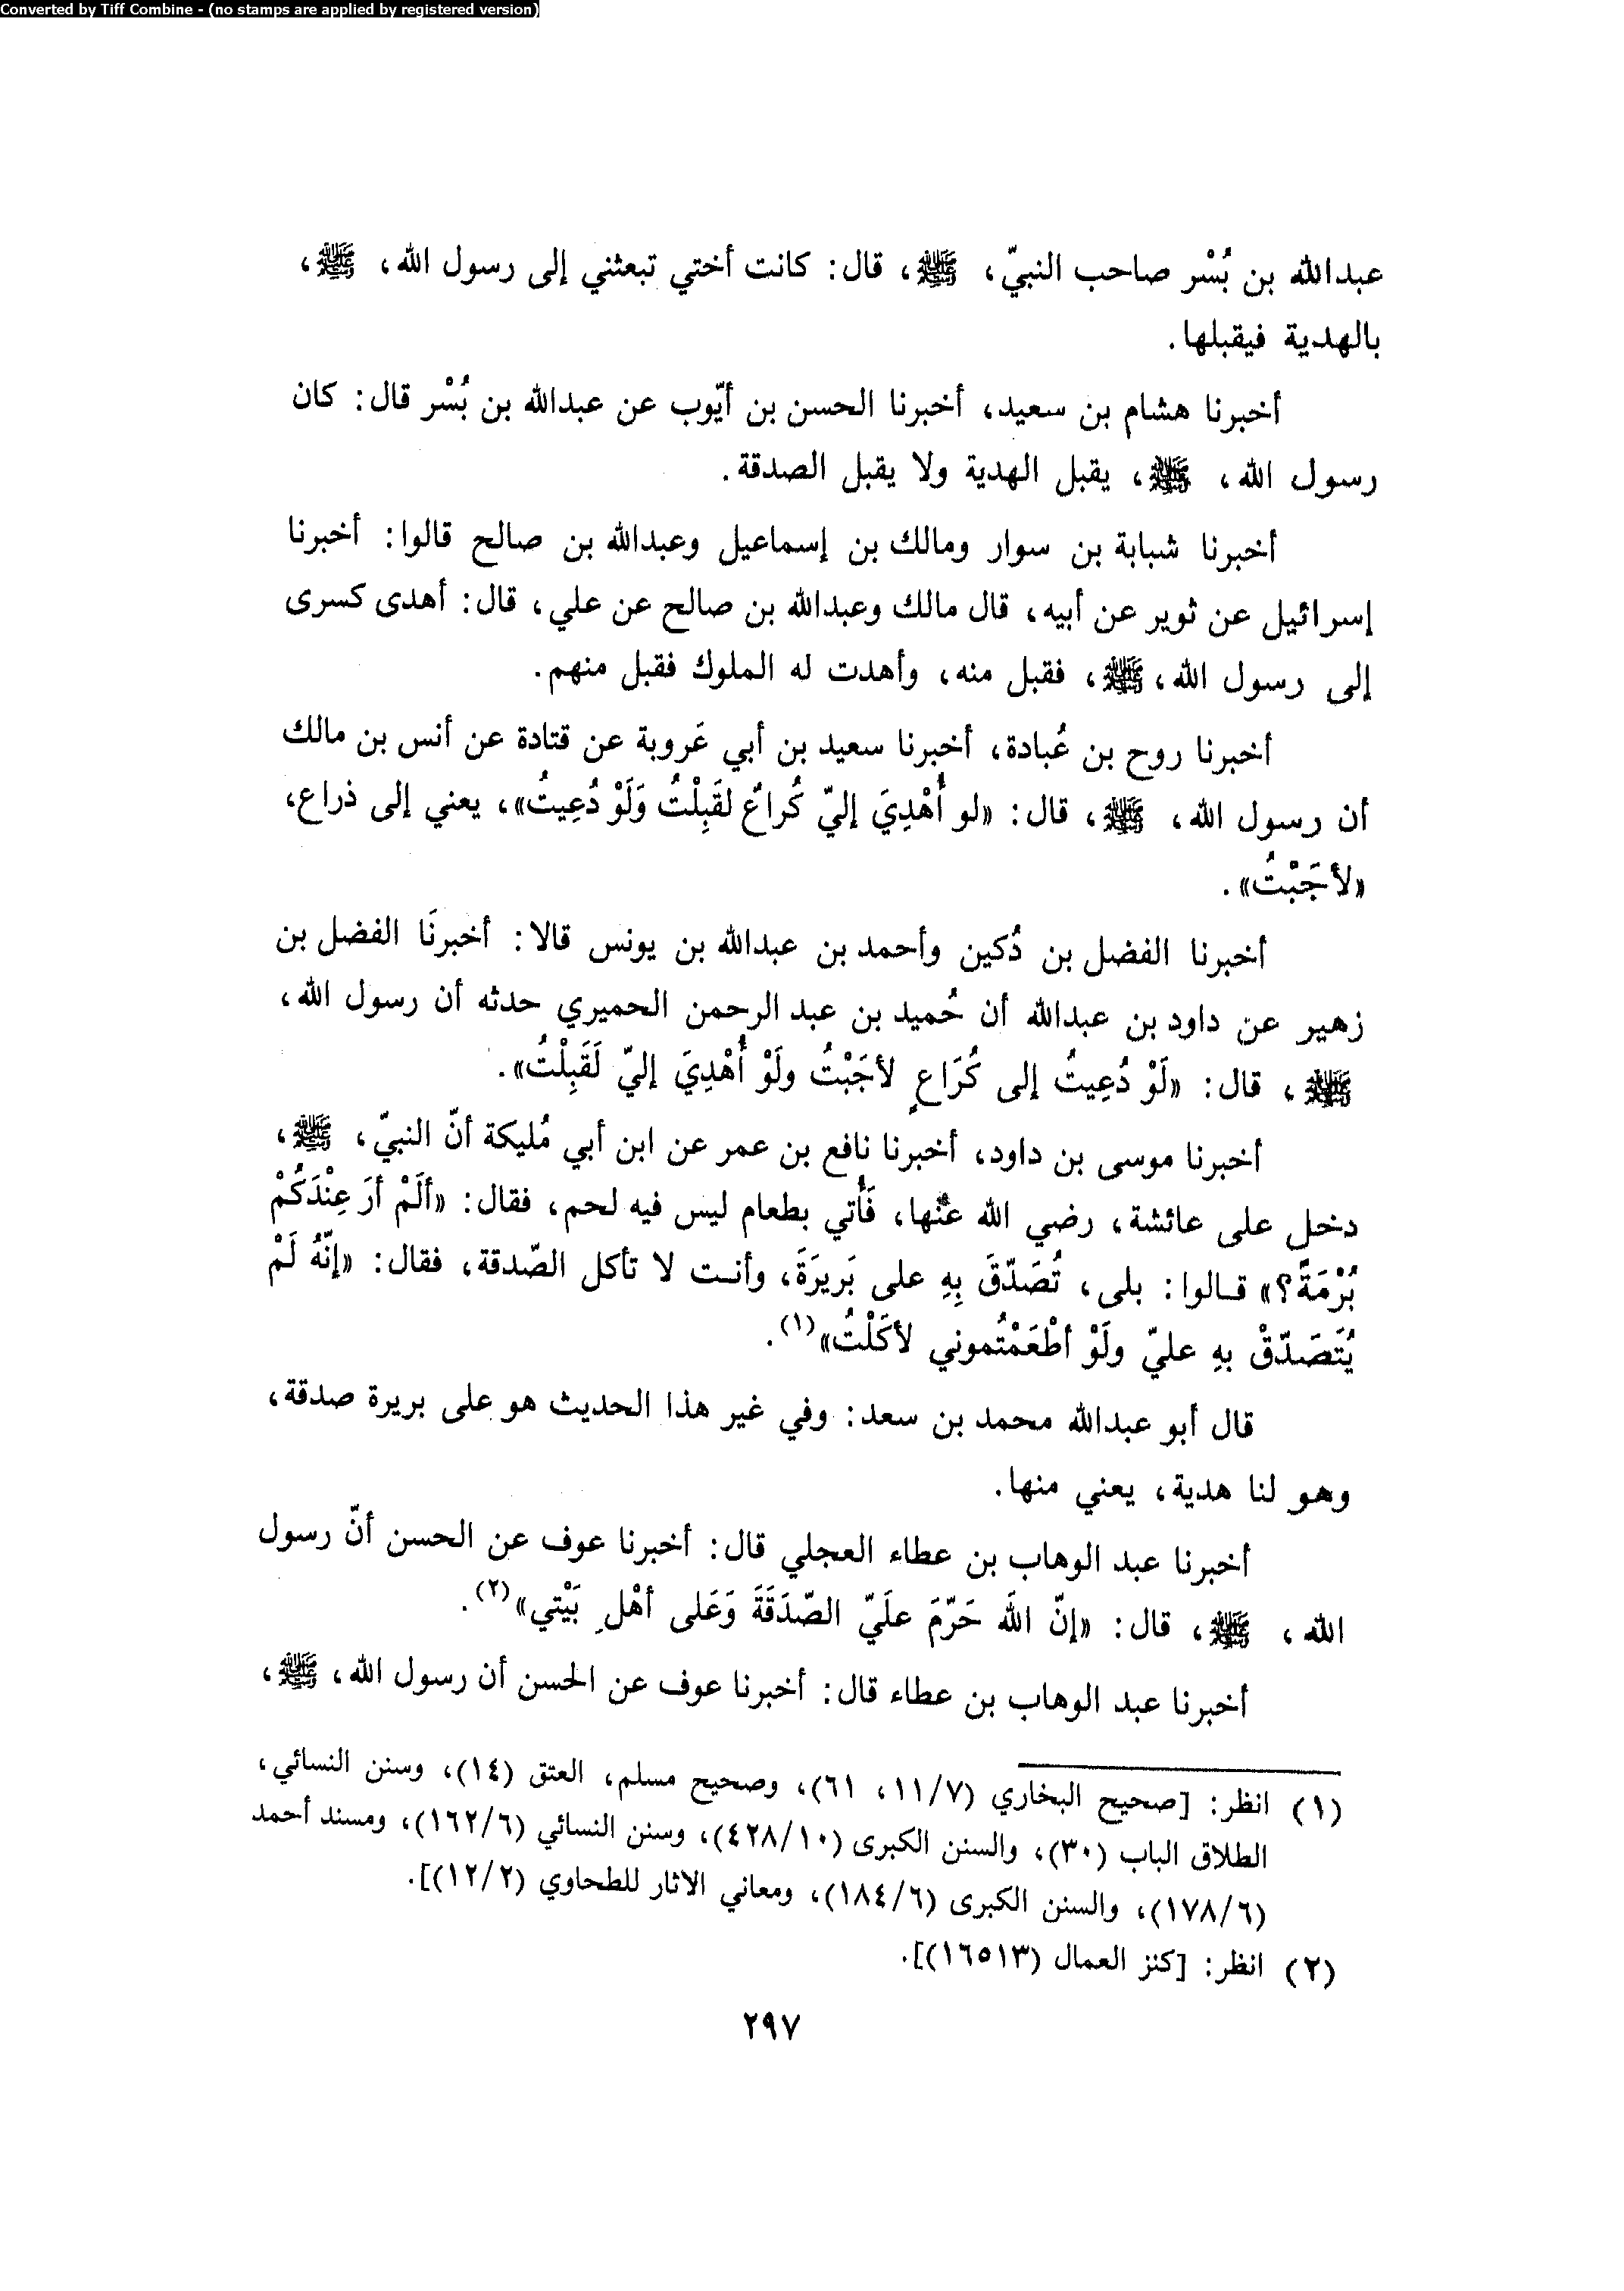 Converted by Tiff Combine - (no stamps are applied by registered version)
عبدالله بن بُسْر صاحب النبيّ، ﷺ، قال: كانت أختي تبعثني إلى رسول الله، ﷺ،
بالهدية فيقبلها.
أخبرنا هشام بن سعيد، أخبرنا الحسن بن أيّوب عن عبدالله بن بُسْر قال: كان
رسول الله، ﷺ، يقبل الهدية ولا يقبل الصدقة.
أخبرنا شبابة بن سوار ومالك بن إسماعيل وعبدالله بن صالح قالوا: أخبرنا
إسرائيل عن ثوير عن أبيه، قال مالك وعبدالله بن صالح عن علي، قال: أهدى كسرى
إلى رسول الله، ﷺ، فقبل منه، وأهدت له الملوك فقبل منهم.
أخبرنا روح بن عُبادة، أخبرنا سعيد بن أبي عَروبة عن قتادة عن أنس بن مالك
أن رسول الله، ﷺ، قال: «لو أُهْدِيَ إليّ كُراعٌ لقَبِلْتُ وَلَوْ دُعِيتُ»، يعني إلى ذراع،
«لأجَبْتُ».
أخبرنا الفضل بن دُكين وأحمد بن عبدالله بن يونس قالا: أخبرنَا الفضل بن
زهير عن داود بن عبدالله أن حُميد بن عبد الرحمن الحميري حدثه أن رسول الله،
ﷺ، قال: «لَوْ دُعِيتُ إلى كُرَاعٍ لأجَبْتُ ولَوْ أُهْدِيَ إليّ لَقَبِلْتُ».
أخبرنا موسى بن داود، أخبرنا نافع بن عمر عن ابن أبي مُليكة أنّ النبيّ، ﷺ،
دخل على عائشة، رضي الله عنْها، فَأُتي بطعام ليس فيه لحم، فقال: «ألَمْ أرَ عِنْدَكُمْ
بُرْمَةً؟» قـالوا: بلى، تُصَدّقَ بِهِ على بَريرَةَ، وأنـت لا تأكل الصّدقة، فقال: «إنّهُ لَمْ
يُتَصَدّقْ بهِ عليّ ولَوْ أطْعَمْتُموني لأكَلْتُ»(١).
قال أبو عبدالله محمد بن سعد: وفي غير هذا الحديث هو على بريرة صدقة،
وهو لنا هدية، يعني منها.
أخبرنا عبد الوهاب بن عطاء العجلي قال: أخبرنا عوف عن الحسن أنّ رسول
الله، ﷺ، قال: «إنّ الله حَرّمَ علَيّ الصّدَقَةَ وَعَلى أهْلِ بَيْتي»(٢).
أخبرنا عبد الوهاب بن عطاء قال: أخبرنا عوف عن الحسن أن رسول الله، ﷺ،
(١) انظر: [صحيح البخاري (١١/٧، ٦١)، وصحيح مسلم، العتق (١٤)، وسنن النسائي،
الطلاق الباب (٣٠)، والسنن الكبرى (٤٢٨/١٠)، وسنن النسائي (١٦٢/٦)، ومسند أحمد
(١٧٨/٦)، والسنن الكبرى (١٨٤/٦)، ومعاني الاثار للطحاوي (١٢/٢)].
(٢) انظر: [كنز العمال (١٦٥١٣)].
٢٩٧